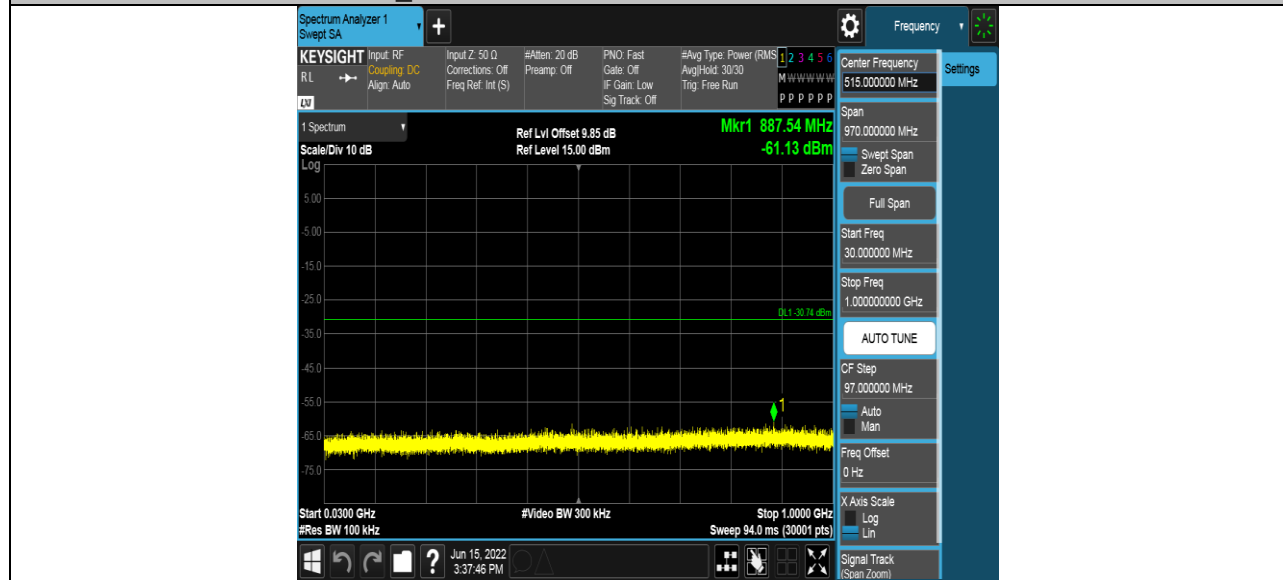 Spectrum Analyzer 1
Swept SA
+
Frequency
KEYSIGHT
RL
LXI
Input: RF
Coupling: DC
Align: Auto
Input Z: 50 Ω
Corrections: Off
Freq Ref: Int (S)
#Atten: 20 dB
Preamp: Off
PNO: Fast
Gate: Off
IF Gain: Low
Sig Track: Off
#Avg Type: Power (RMS
Avg|Hold: 30/30
Trig: Free Run
1 2 3 4 5 6
M W W W W W
P P P P P P
1 Spectrum
Scale/Div 10 dB
Log
Ref Lvl Offset 9.85 dB
Ref Level 15.00 dBm
Mkr1 887.54 MHz
-61.13 dBm
5.00
-5.00
-15.0
-25.0
DL1 -30.74 dBm
-35.0
-45.0
-55.0
1
-65.0
-75.0
Start 0.0300 GHz
#Res BW 100 kHz
#Video BW 300 kHz
Stop 1.0000 GHz
Sweep 94.0 ms (30001 pts)
?
Jun 15, 2022
3:37:46 PM
Center Frequency
515.000000 MHz
Span
970.000000 MHz
Swept Span
Zero Span
Full Span
Start Freq
30.000000 MHz
Stop Freq
1.000000000 GHz
AUTO TUNE
CF Step
97.000000 MHz
Auto
Man
Freq Offset
0 Hz
X Axis Scale
Log
Lin
Signal Track
(Span Zoom)
Settings